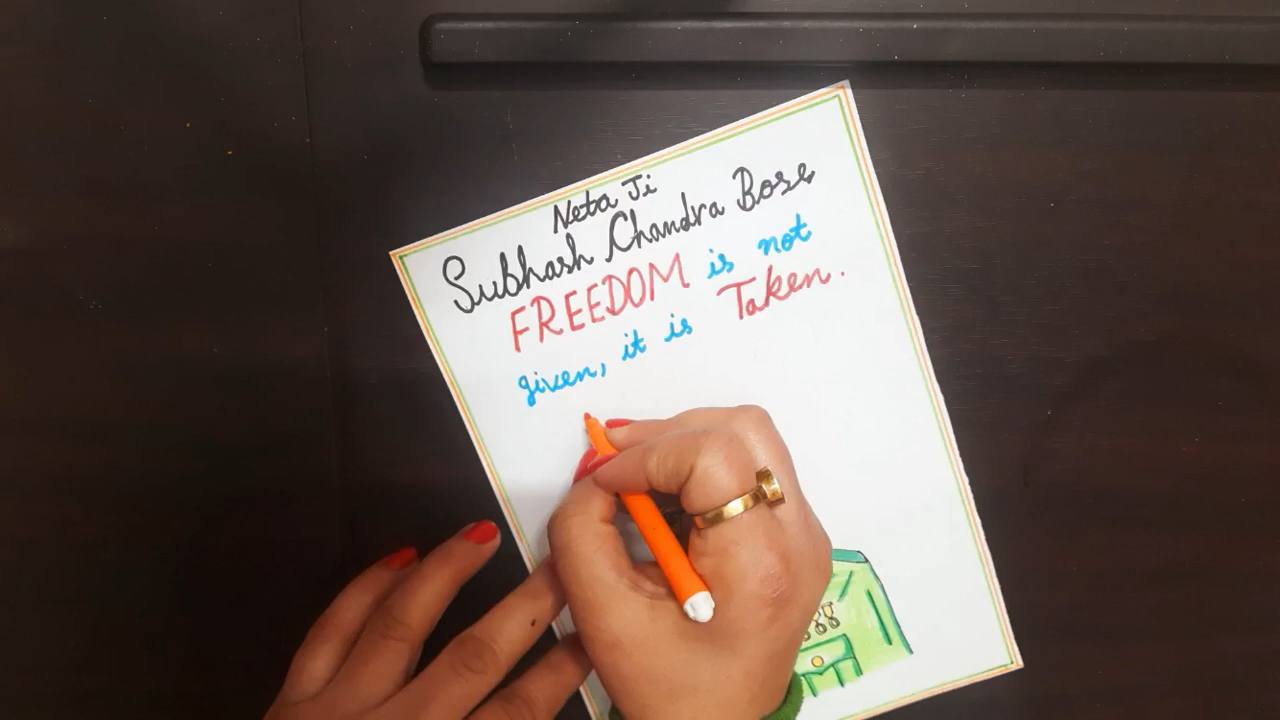 Neta Ji
Subhash Chandra Bose
FREEDOM is not
given, it is Taken.